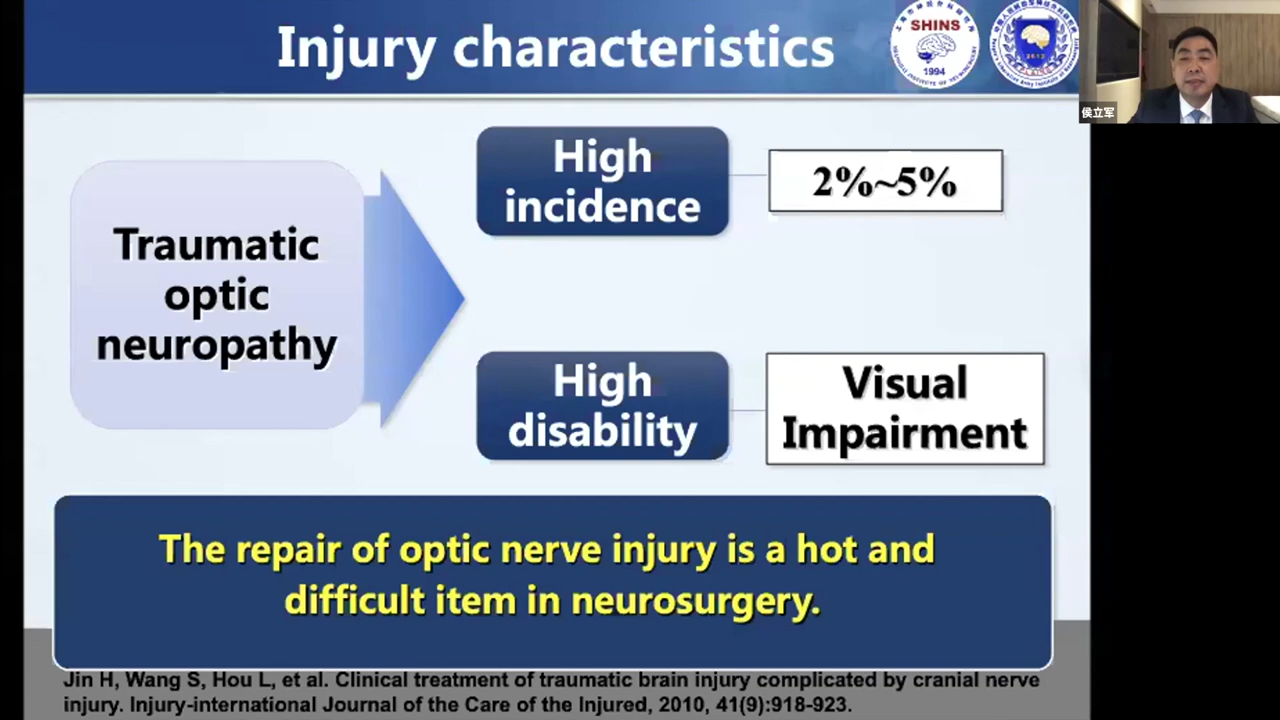 Injury characteristics
SHINS
1994
侯立军
High
incidence
2%~5%
Traumatic
optic
neuropathy
High
disability
Visual
Impairment
The repair of optic nerve injury is a hot and
difficult item in neurosurgery.
Jin H, Wang S, Hou L, et al. Clinical treatment of traumatic brain injury complicated by cranial nerve
injury. Injury-international Journal of the Care of the Injured, 2010, 41(9):918-923.